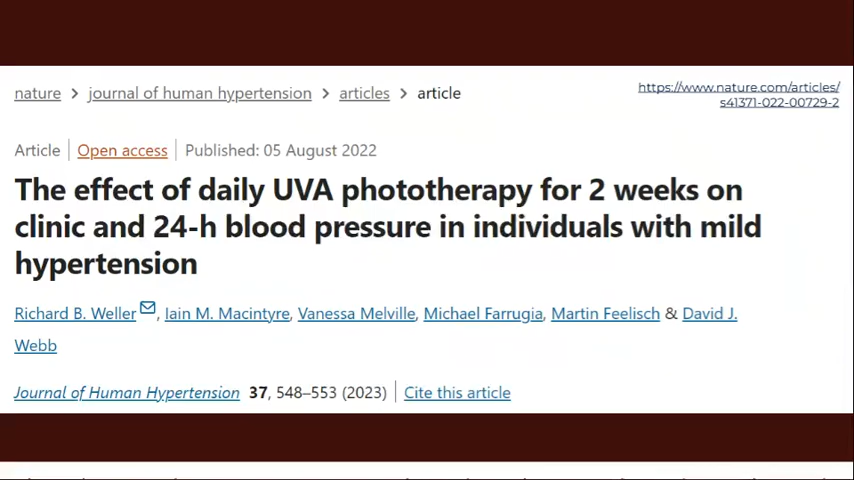 nature > journal of human hypertension > articles > article
https://www.nature.com/articles/
s41371-022-00729-2
Article | Open access | Published: 05 August 2022
The effect of daily UVA phototherapy for 2 weeks on
clinic and 24-h blood pressure in individuals with mild
hypertension
Richard B. Weller, Iain M. Macintyre, Vanessa Melville, Michael Farrugia, Martin Feelisch & David J.
Webb
Journal of Human Hypertension 37, 548–553 (2023) | Cite this article